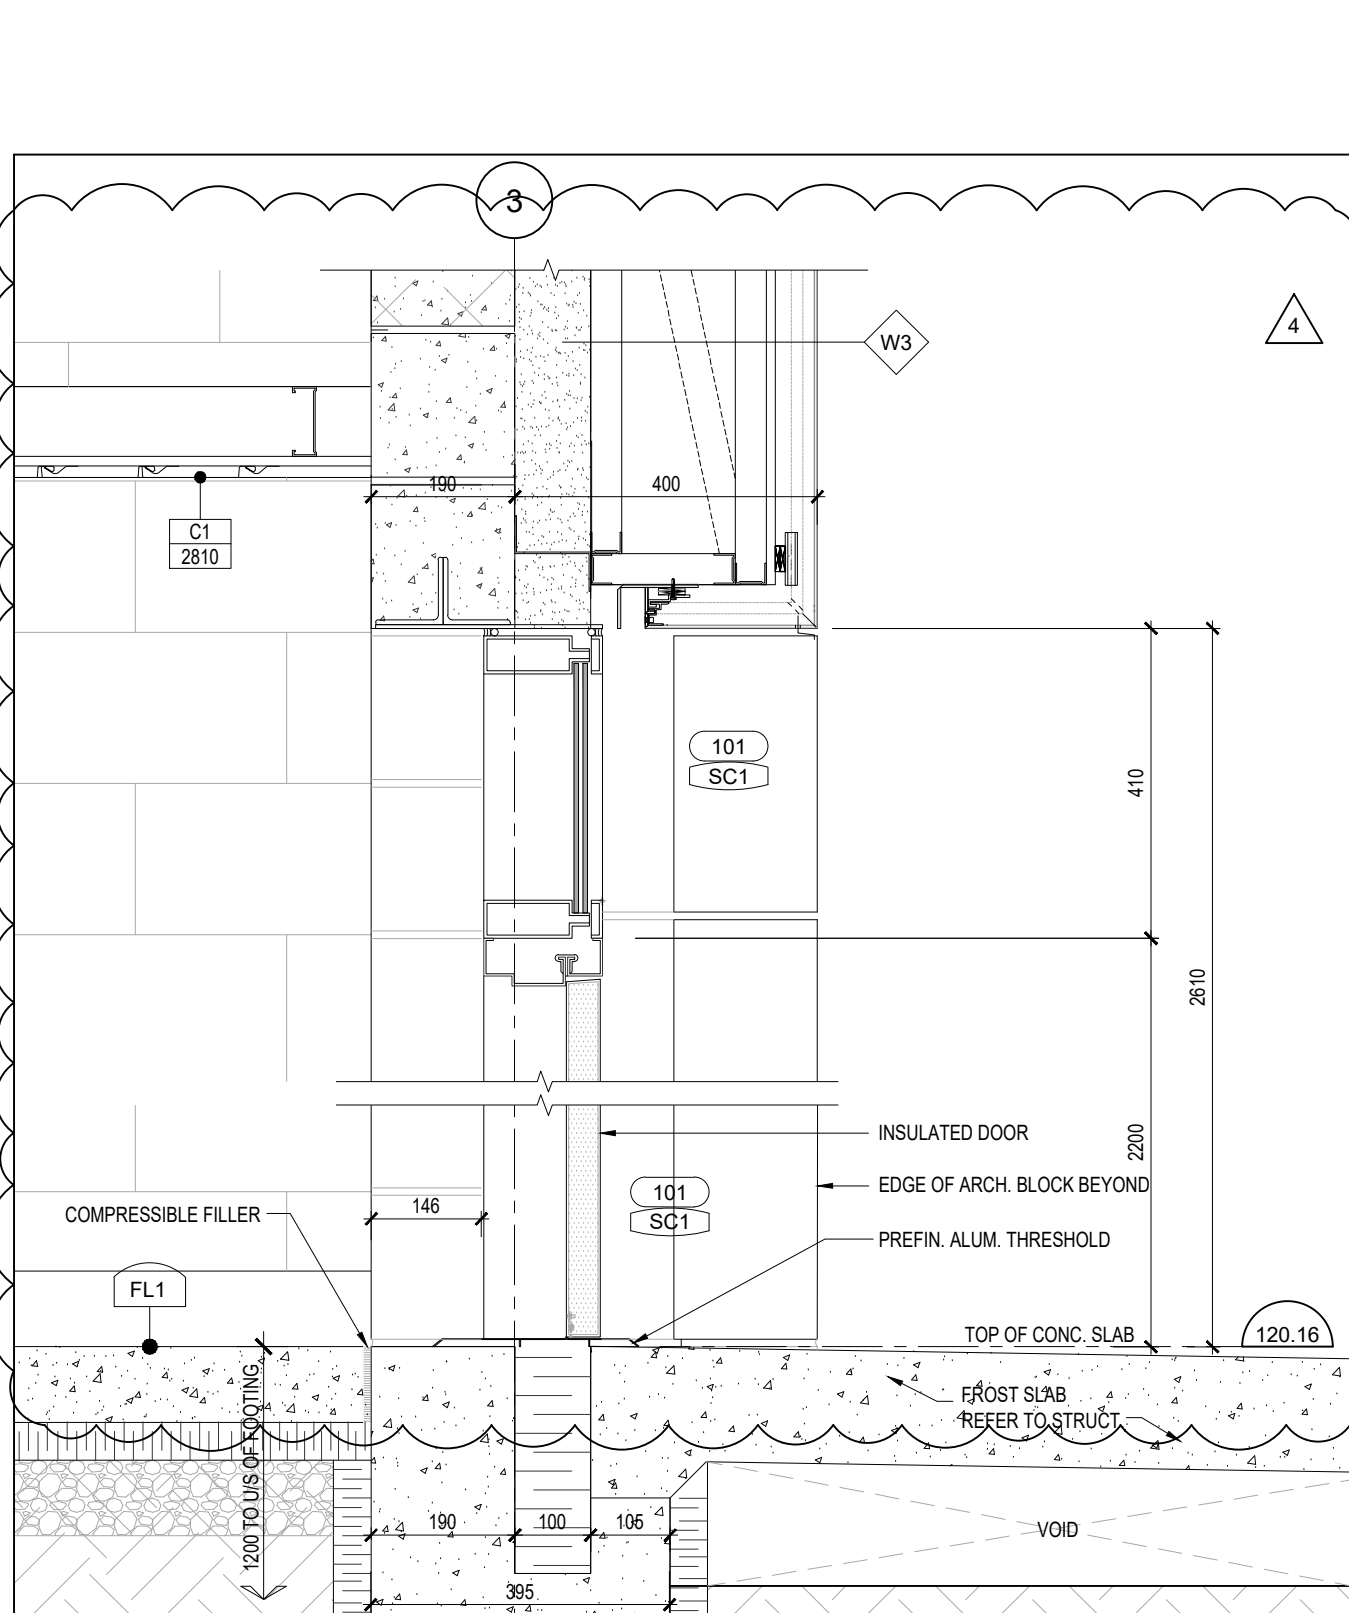 3
4
W3
190
400
C1
2810
101
SC1
410
2610
INSULATED DOOR
2200
101
SC1
EDGE OF ARCH. BLOCK BEYOND
146
COMPRESSIBLE FILLER
PREFIN. ALUM. THRESHOLD
FL1
TOP OF CONC. SLAB
120.16
1200 TO U/S OF FOOTING
FROST SLAB
REFER TO STRUCT.
190
100
105
VOID
395